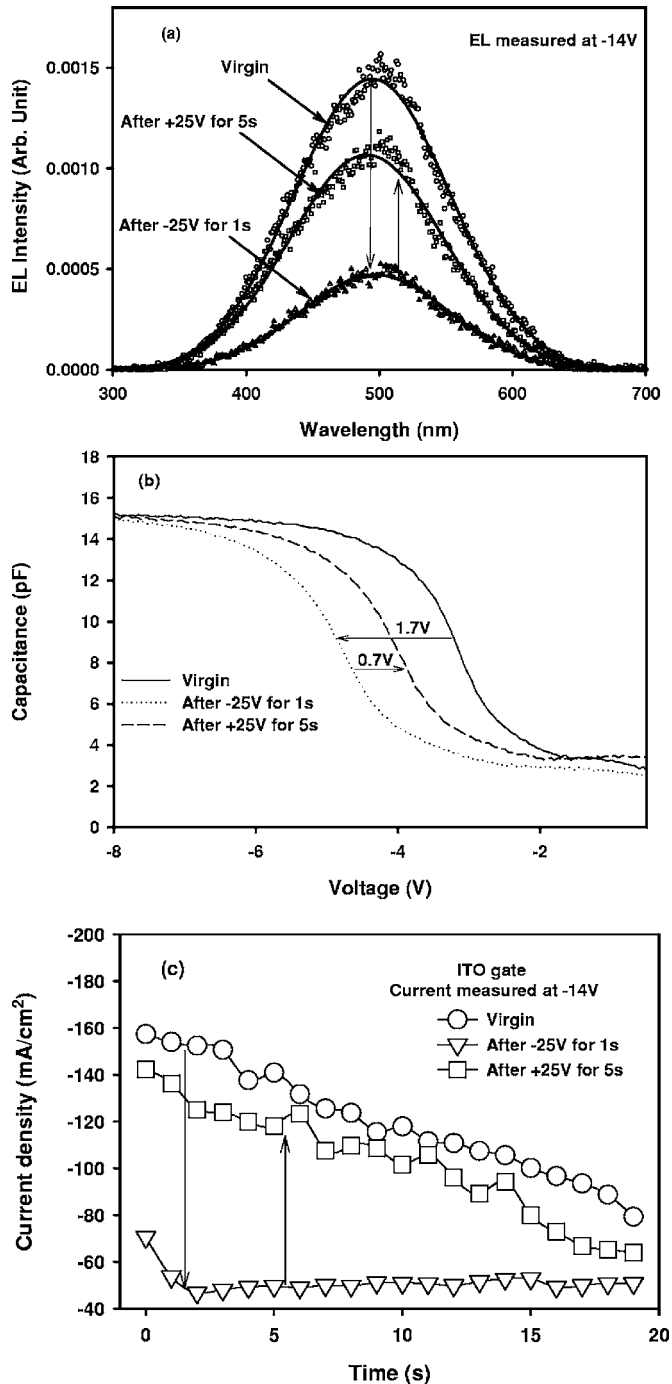 (a)
EL measured at -14V
Virgin
After +25V for 5s
After -25V for 1s
EL Intensity (Arb. Unit)
0.0015
0.0010
0.0005
0.0000
300 400 500 600 700
Wavelength (nm)
(b)
Capacitance (pF)
18
16
14
12
10
8
6
4
2
0
1.7V
0.7V
Virgin
After -25V for 1s
After +25V for 5s
-8 -6 -4 -2
Voltage (V)
(c)
ITO gate
Current measured at -14V
Virgin
After -25V for 1s
After +25V for 5s
Current density (mA/cm²)
-200
-180
-160
-140
-120
-100
-80
-60
-40
0 5 10 15 20
Time (s)